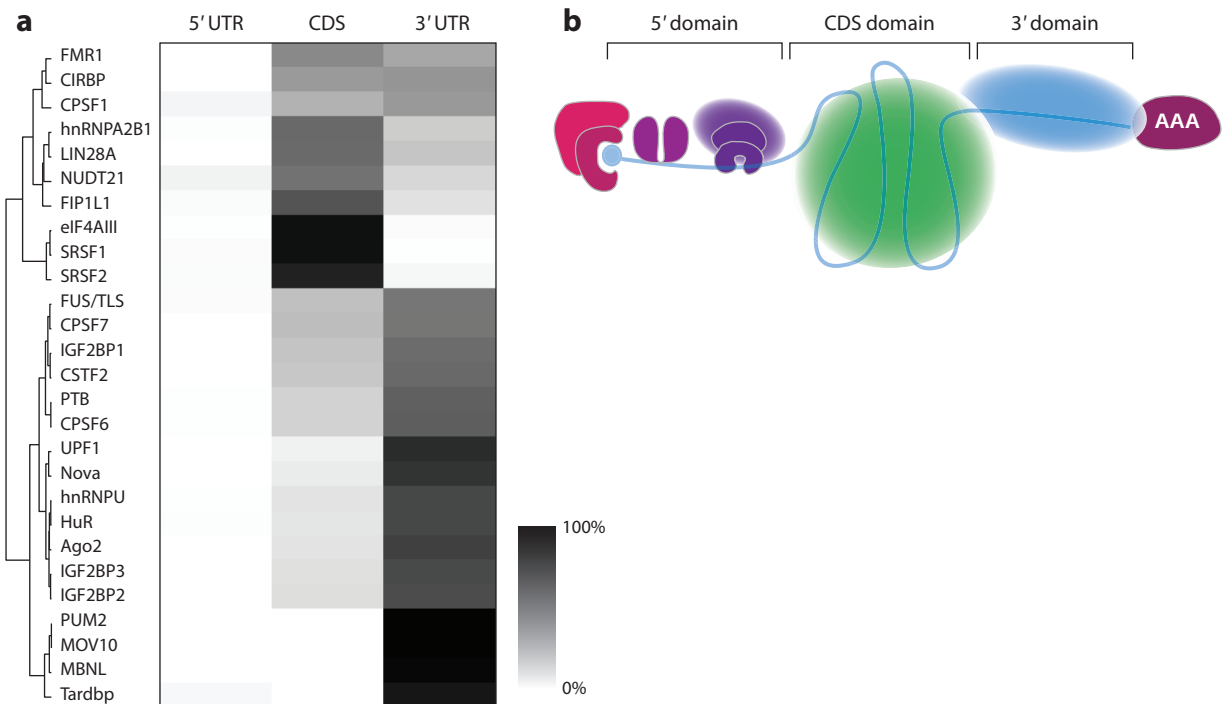 a
5′ UTR CDS 3′ UTR
FMR1
CIRBP
CPSF1
hnRNPA2B1
LIN28A
NUDT21
FIP1L1
eIF4AIII
SRSF1
SRSF2
FUS/TLS
CPSF7
IGF2BP1
CSTF2
PTB
CPSF6
UPF1
Nova
hnRNPU
HuR
Ago2
IGF2BP3
IGF2BP2
PUM2
MOV10
MBNL
Tardbp
100%
0%
b
5′ domain CDS domain 3′ domain
AAA